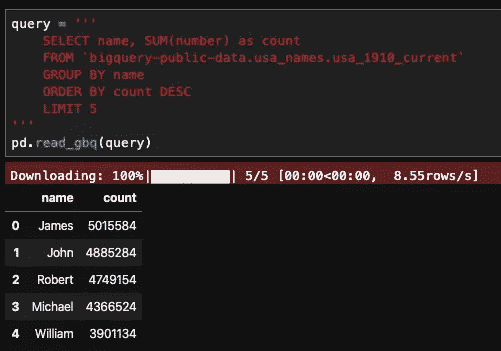 query = '''
    SELECT name, SUM(number) as count
    FROM `bigquery-public-data.usa_names.usa_1910_current`
    GROUP BY name
    ORDER BY count DESC
    LIMIT 5
'''
pd.read_gbq(query)
Downloading: 100%| | 5/5 [00:00<00:00, 8.55rows/s]
name count
0 James 5015584
1 John 4885284
2 Robert 4749154
3 Michael 4366524
4 William 3901134